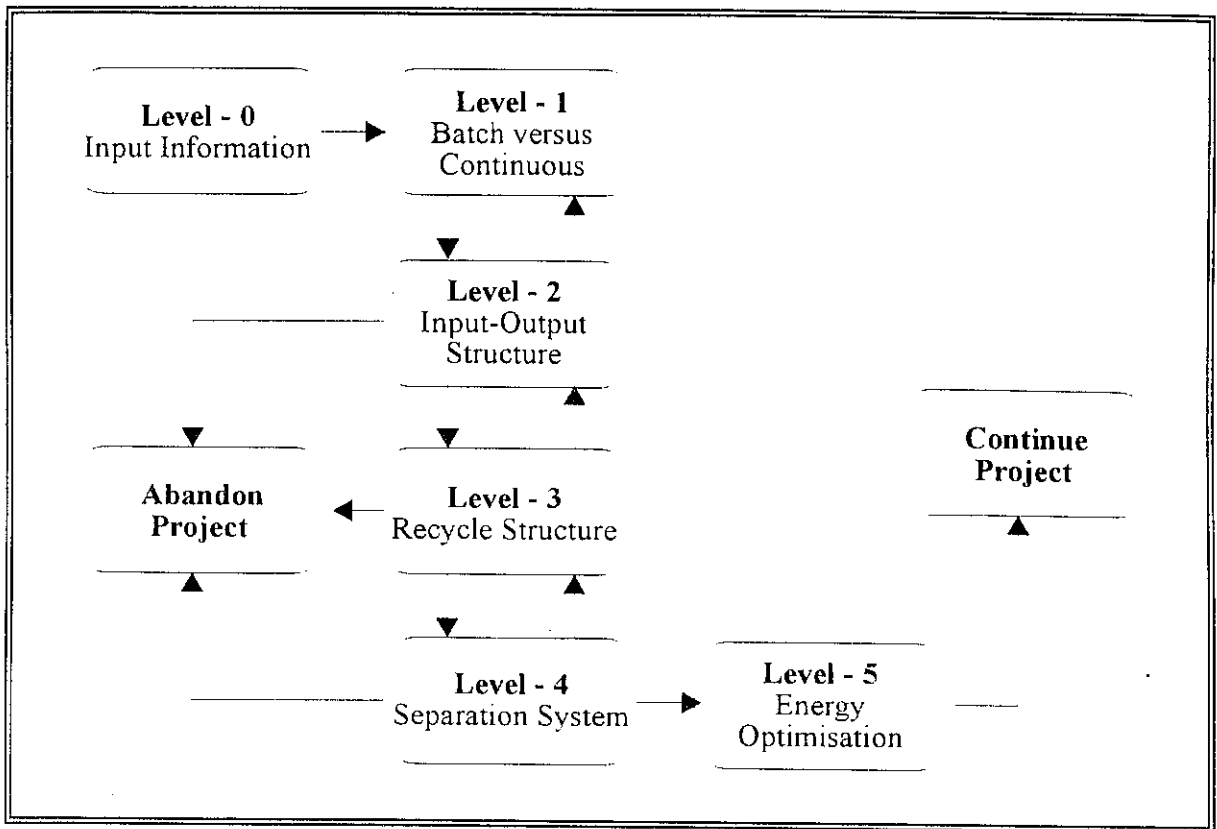 Level - 0
Input Information
Level - 1
Batch versus
Continuous
Level - 2
Input-Output
Structure
Abandon
Project
Level - 3
Recycle Structure
Continue
Project
Level - 4
Separation System
Level - 5
Energy
Optimisation